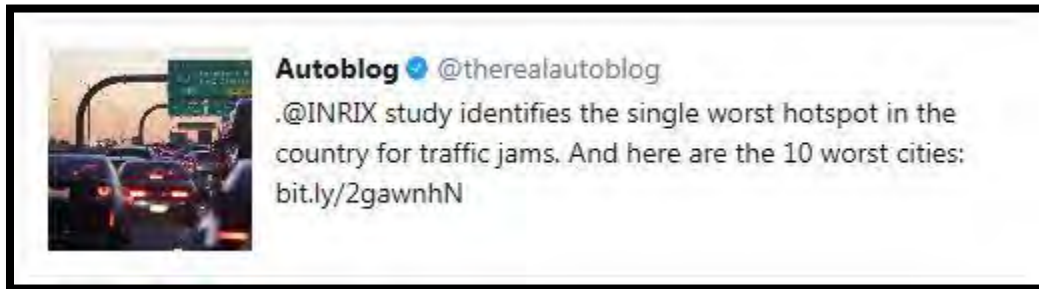 Autoblog @therealautoblog
.@INRIX study identifies the single worst hotspot in the
country for traffic jams. And here are the 10 worst cities:
bit.ly/2gawnhN